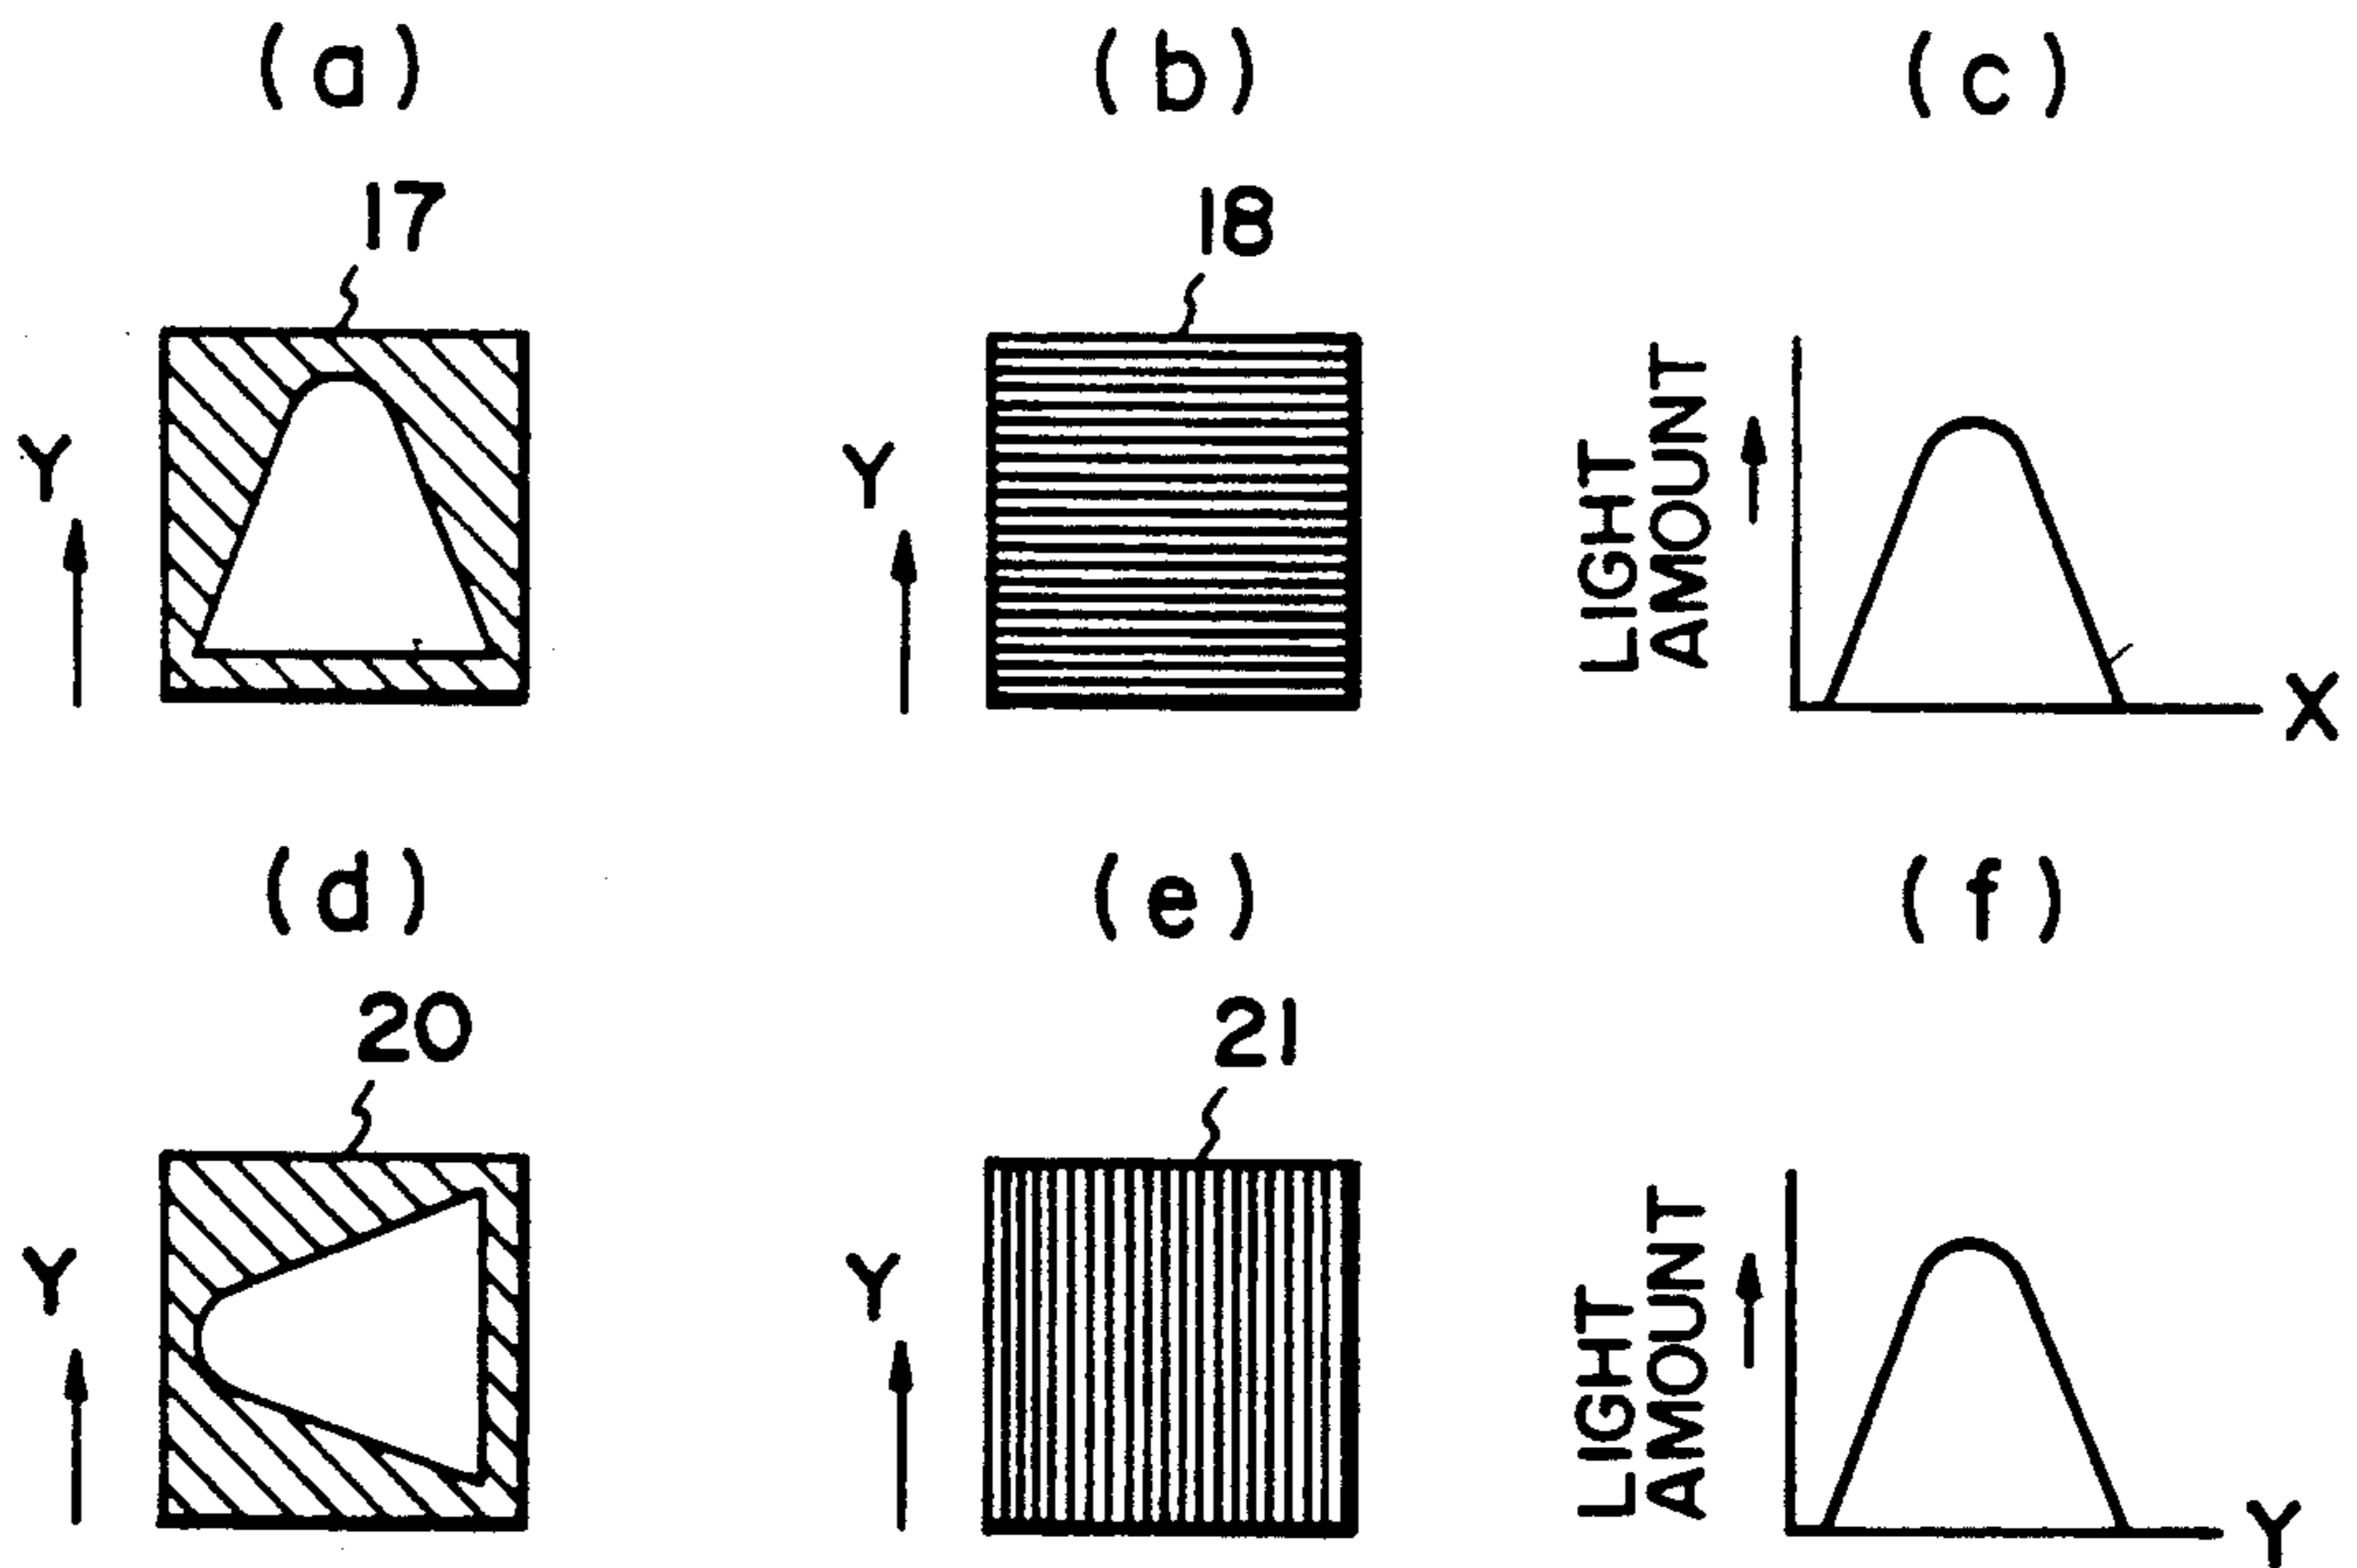 (a)
(b)
(c)
17
18
Y
Y
LIGHT
AMOUNT
X
(d)
(e)
(f)
20
21
Y
Y
LIGHT
AMOUNT
Y